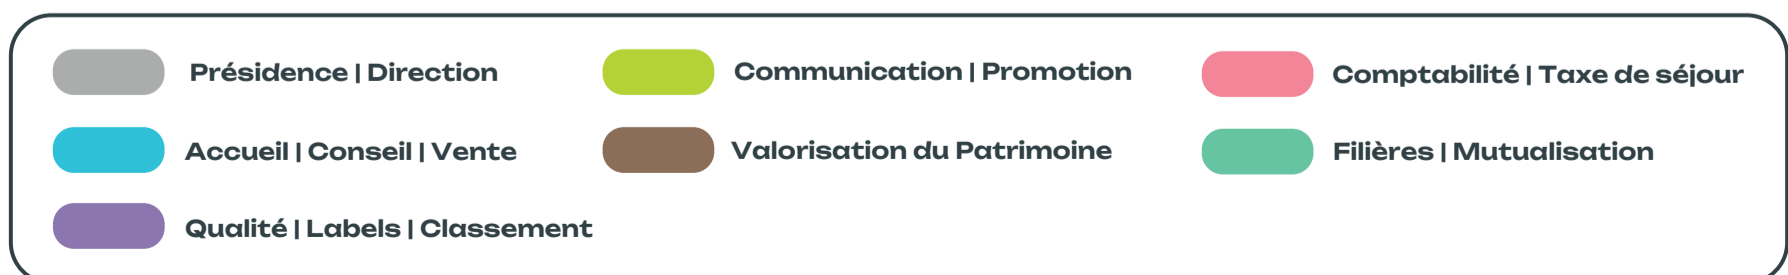 Présidence | Direction
Communication | Promotion
Comptabilité | Taxe de séjour
Accueil | Conseil | Vente
Valorisation du Patrimoine
Filières | Mutualisation
Qualité | Labels | Classement